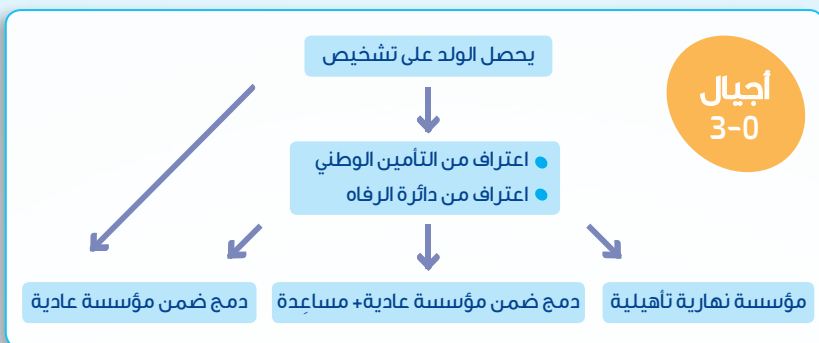 أجيال
3-0
يحصل الولد على تشخيص
اعتراف من التأمين الوطني
اعتراف من دائرة الرفاه
مؤسسة نهارية تأهيلية
دمج ضمن مؤسسة عادية+ مساعِدة
دمج ضمن مؤسسة عادية